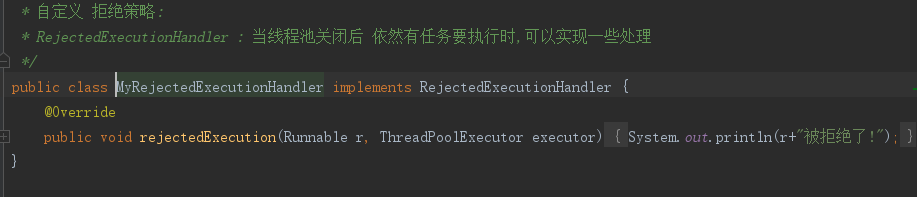 * 自定义 拒绝策略:
* RejectedExecutionHandler : 当线程池关闭后 依然有任务要执行时,可以实现一些处理
*/
public class MyRejectedExecutionHandler implements RejectedExecutionHandler {
@Override
public void rejectedExecution(Runnable r, ThreadPoolExecutor executor) { System.out.println(r+"被拒绝了!"); }
}